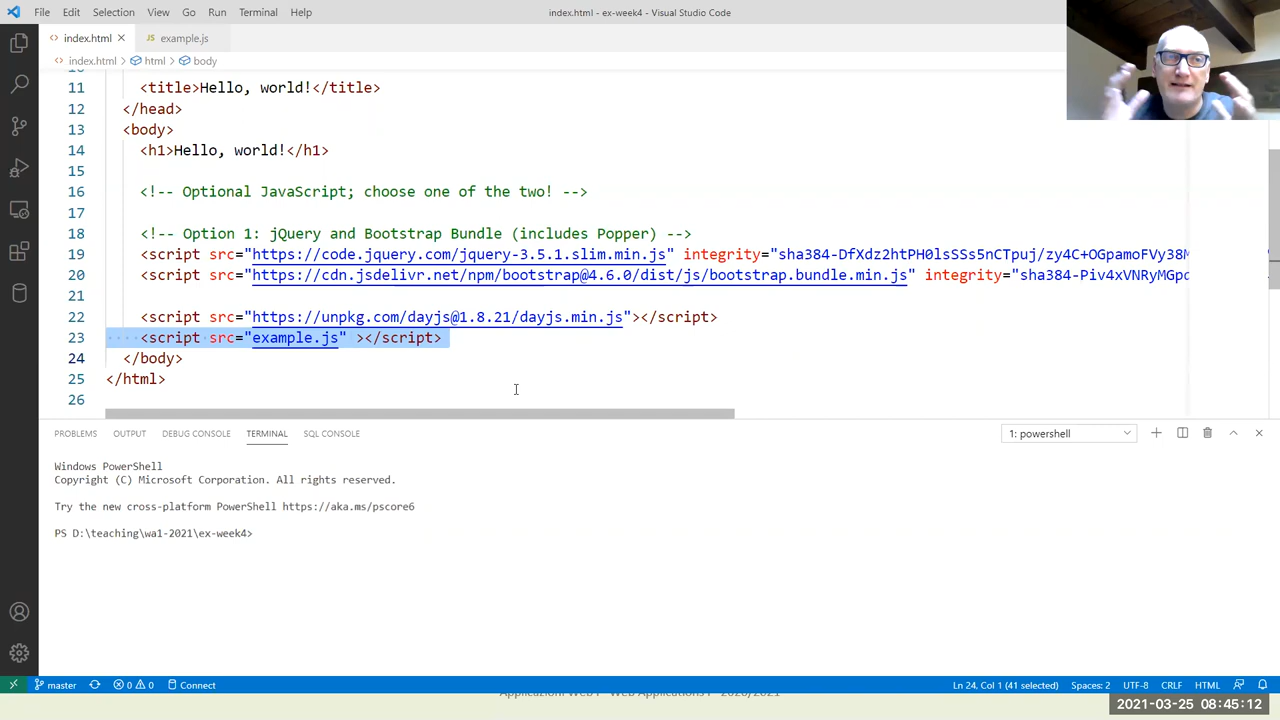 File Edit Selection View Go Run Terminal Help
index.html - ex-week4 - Visual Studio Code
index.html
JS example.js
index.html > html > body
11 <title>Hello, world!</title>
12 </head>
13 <body>
14 <h1>Hello, world!</h1>
15
16 <!-- Optional JavaScript; choose one of the two! -->
17
18 <!-- Option 1: jQuery and Bootstrap Bundle (includes Popper) -->
19 <script src="https://code.jquery.com/jquery-3.5.1.slim.min.js" integrity="sha384-DfXdz2htPH0lsSSs5nCTpuj/zy4C+OGpamoFVy38M
20 <script src="https://cdn.jsdelivr.net/npm/bootstrap@4.6.0/dist/js/bootstrap.bundle.min.js" integrity="sha384-Piv4xVNRyMGpq
21
22 <script src="https://unpkg.com/dayjs@1.8.21/dayjs.min.js"></script>
23 <script src="example.js" ></script>
24 </body>
25 </html>
26
PROBLEMS OUTPUT DEBUG CONSOLE TERMINAL SQL CONSOLE
1: powershell
Windows PowerShell
Copyright (C) Microsoft Corporation. All rights reserved.
Try the new cross-platform PowerShell https://aka.ms/pscore6
PS D:\teaching\wa1-2021\ex-week4>
master 0 0 Connect
Ln 24, Col 1 (41 selected) Spaces: 2 UTF-8 CRLF HTML
2021-03-25 08:45:12